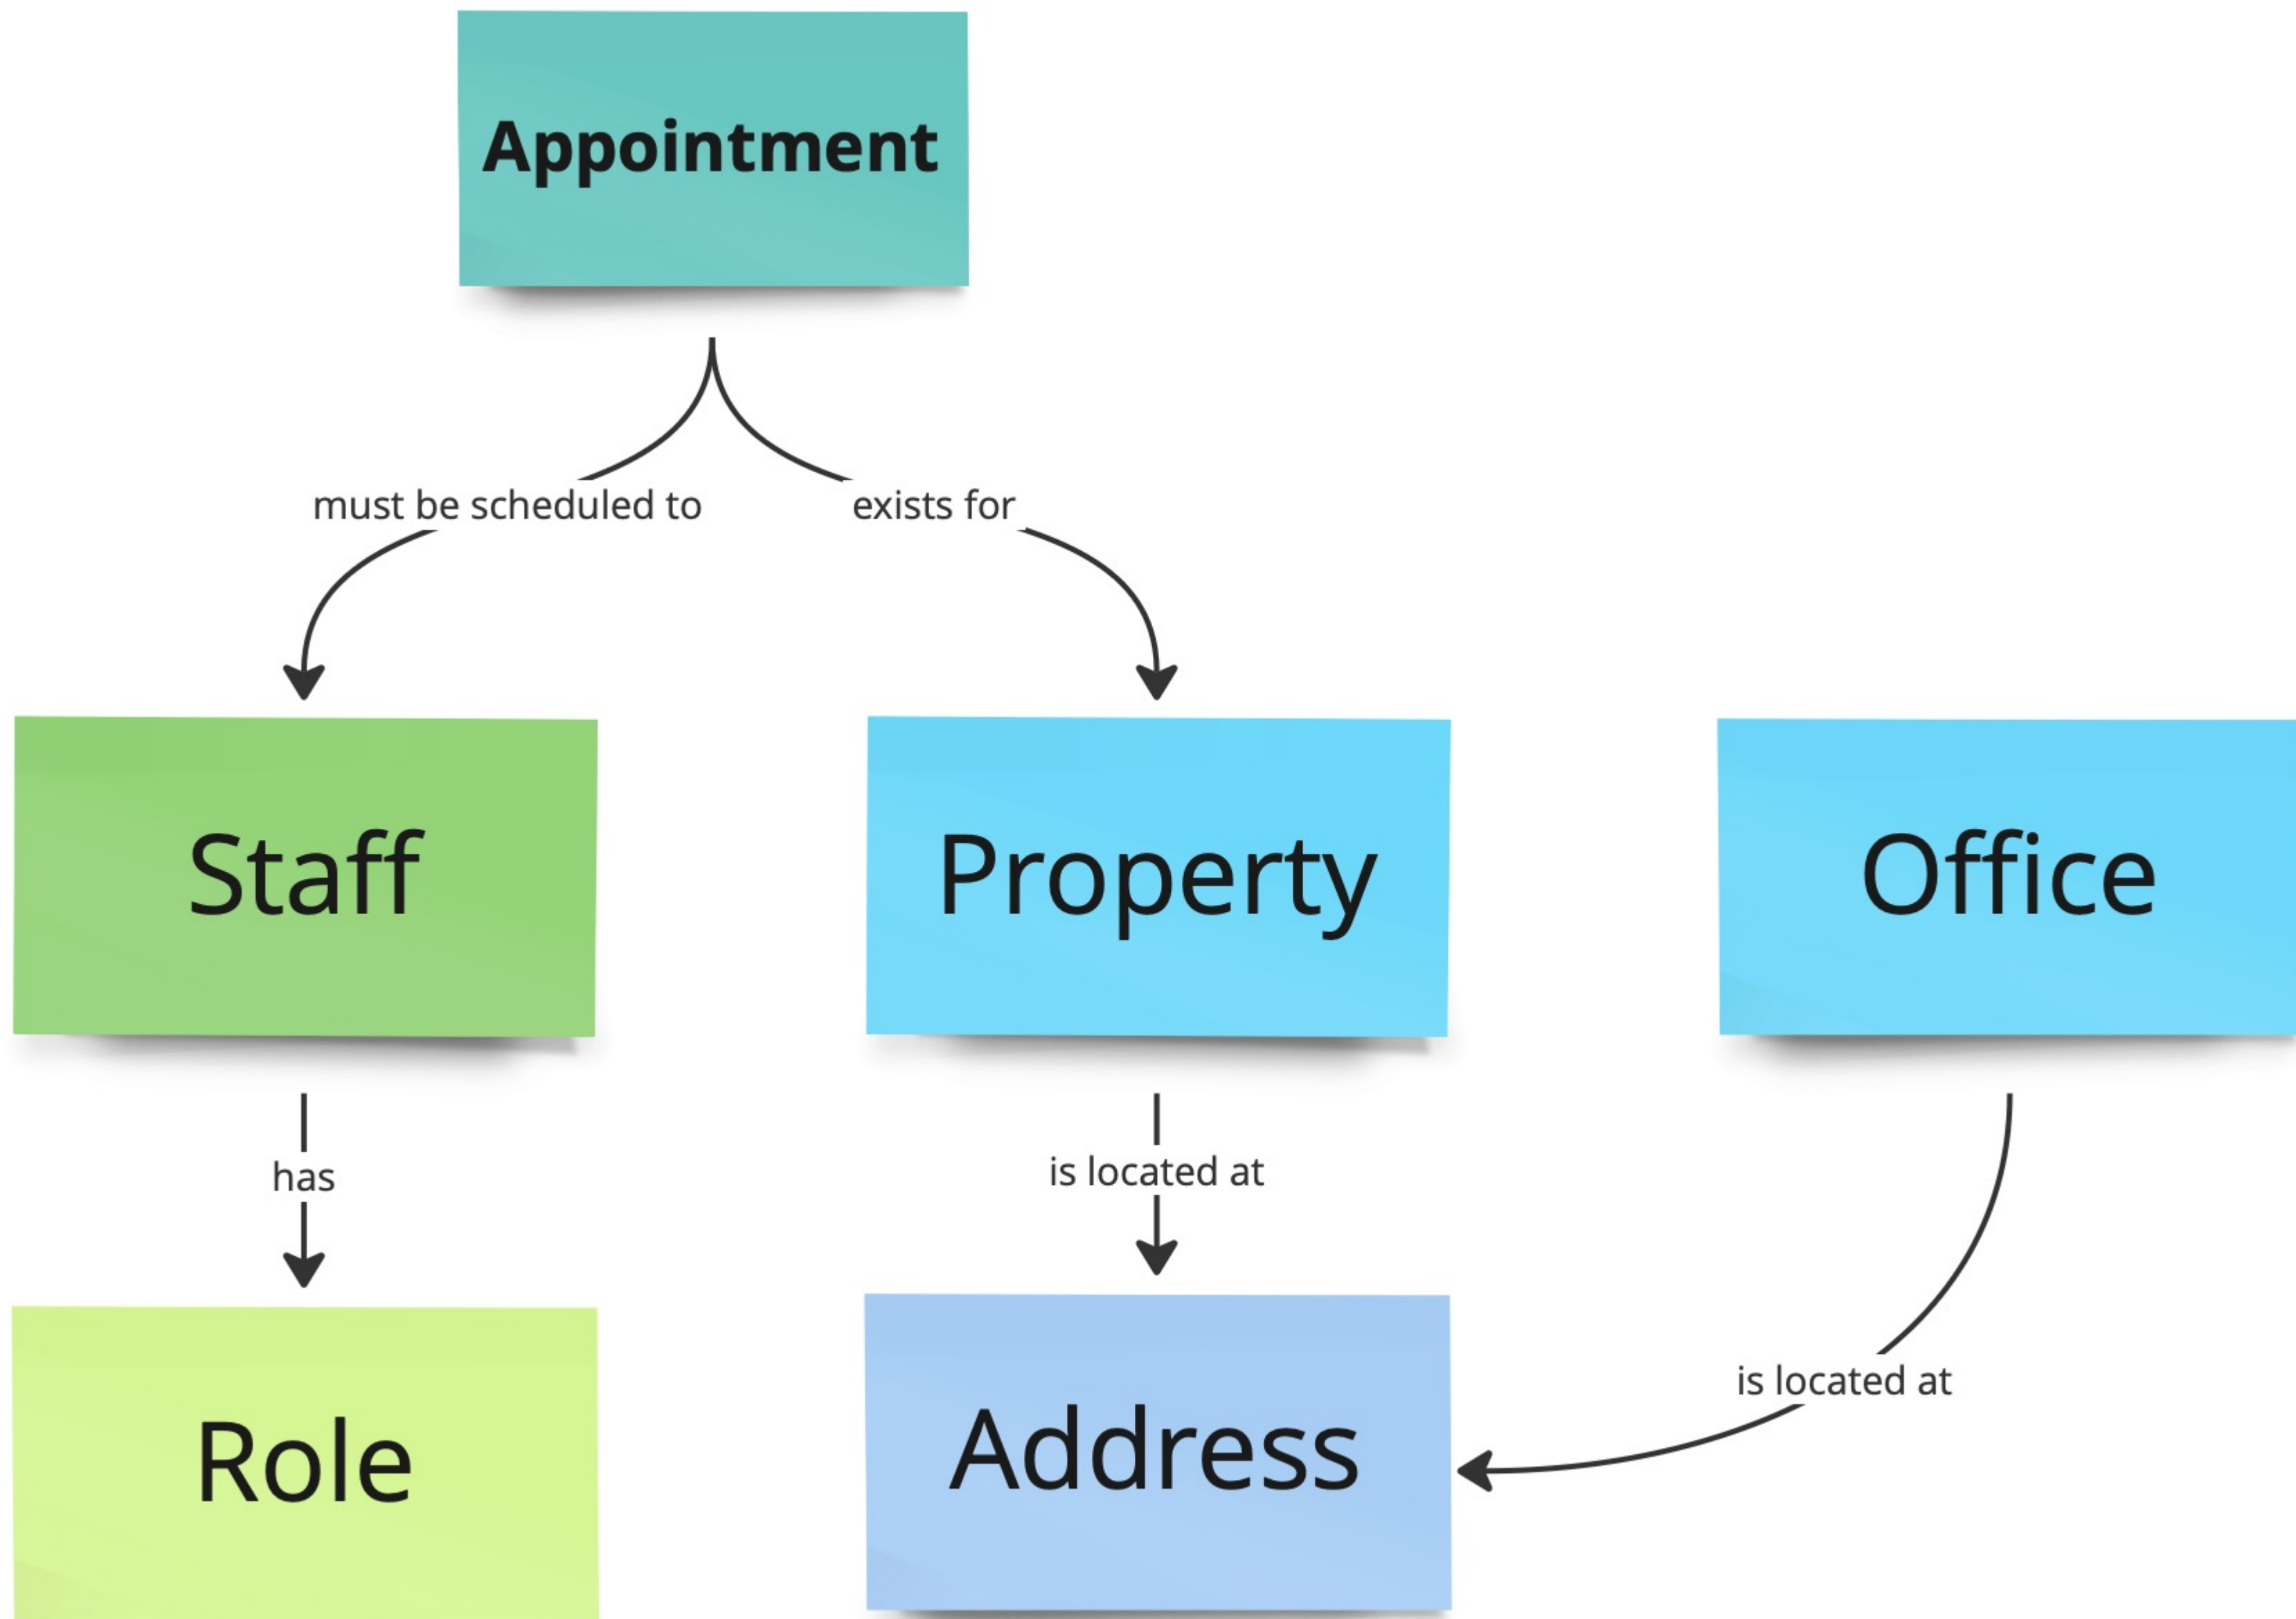 Appointment
must be scheduled to
exists for
Staff
Property
Office
has
is located at
is located at
Role
Address